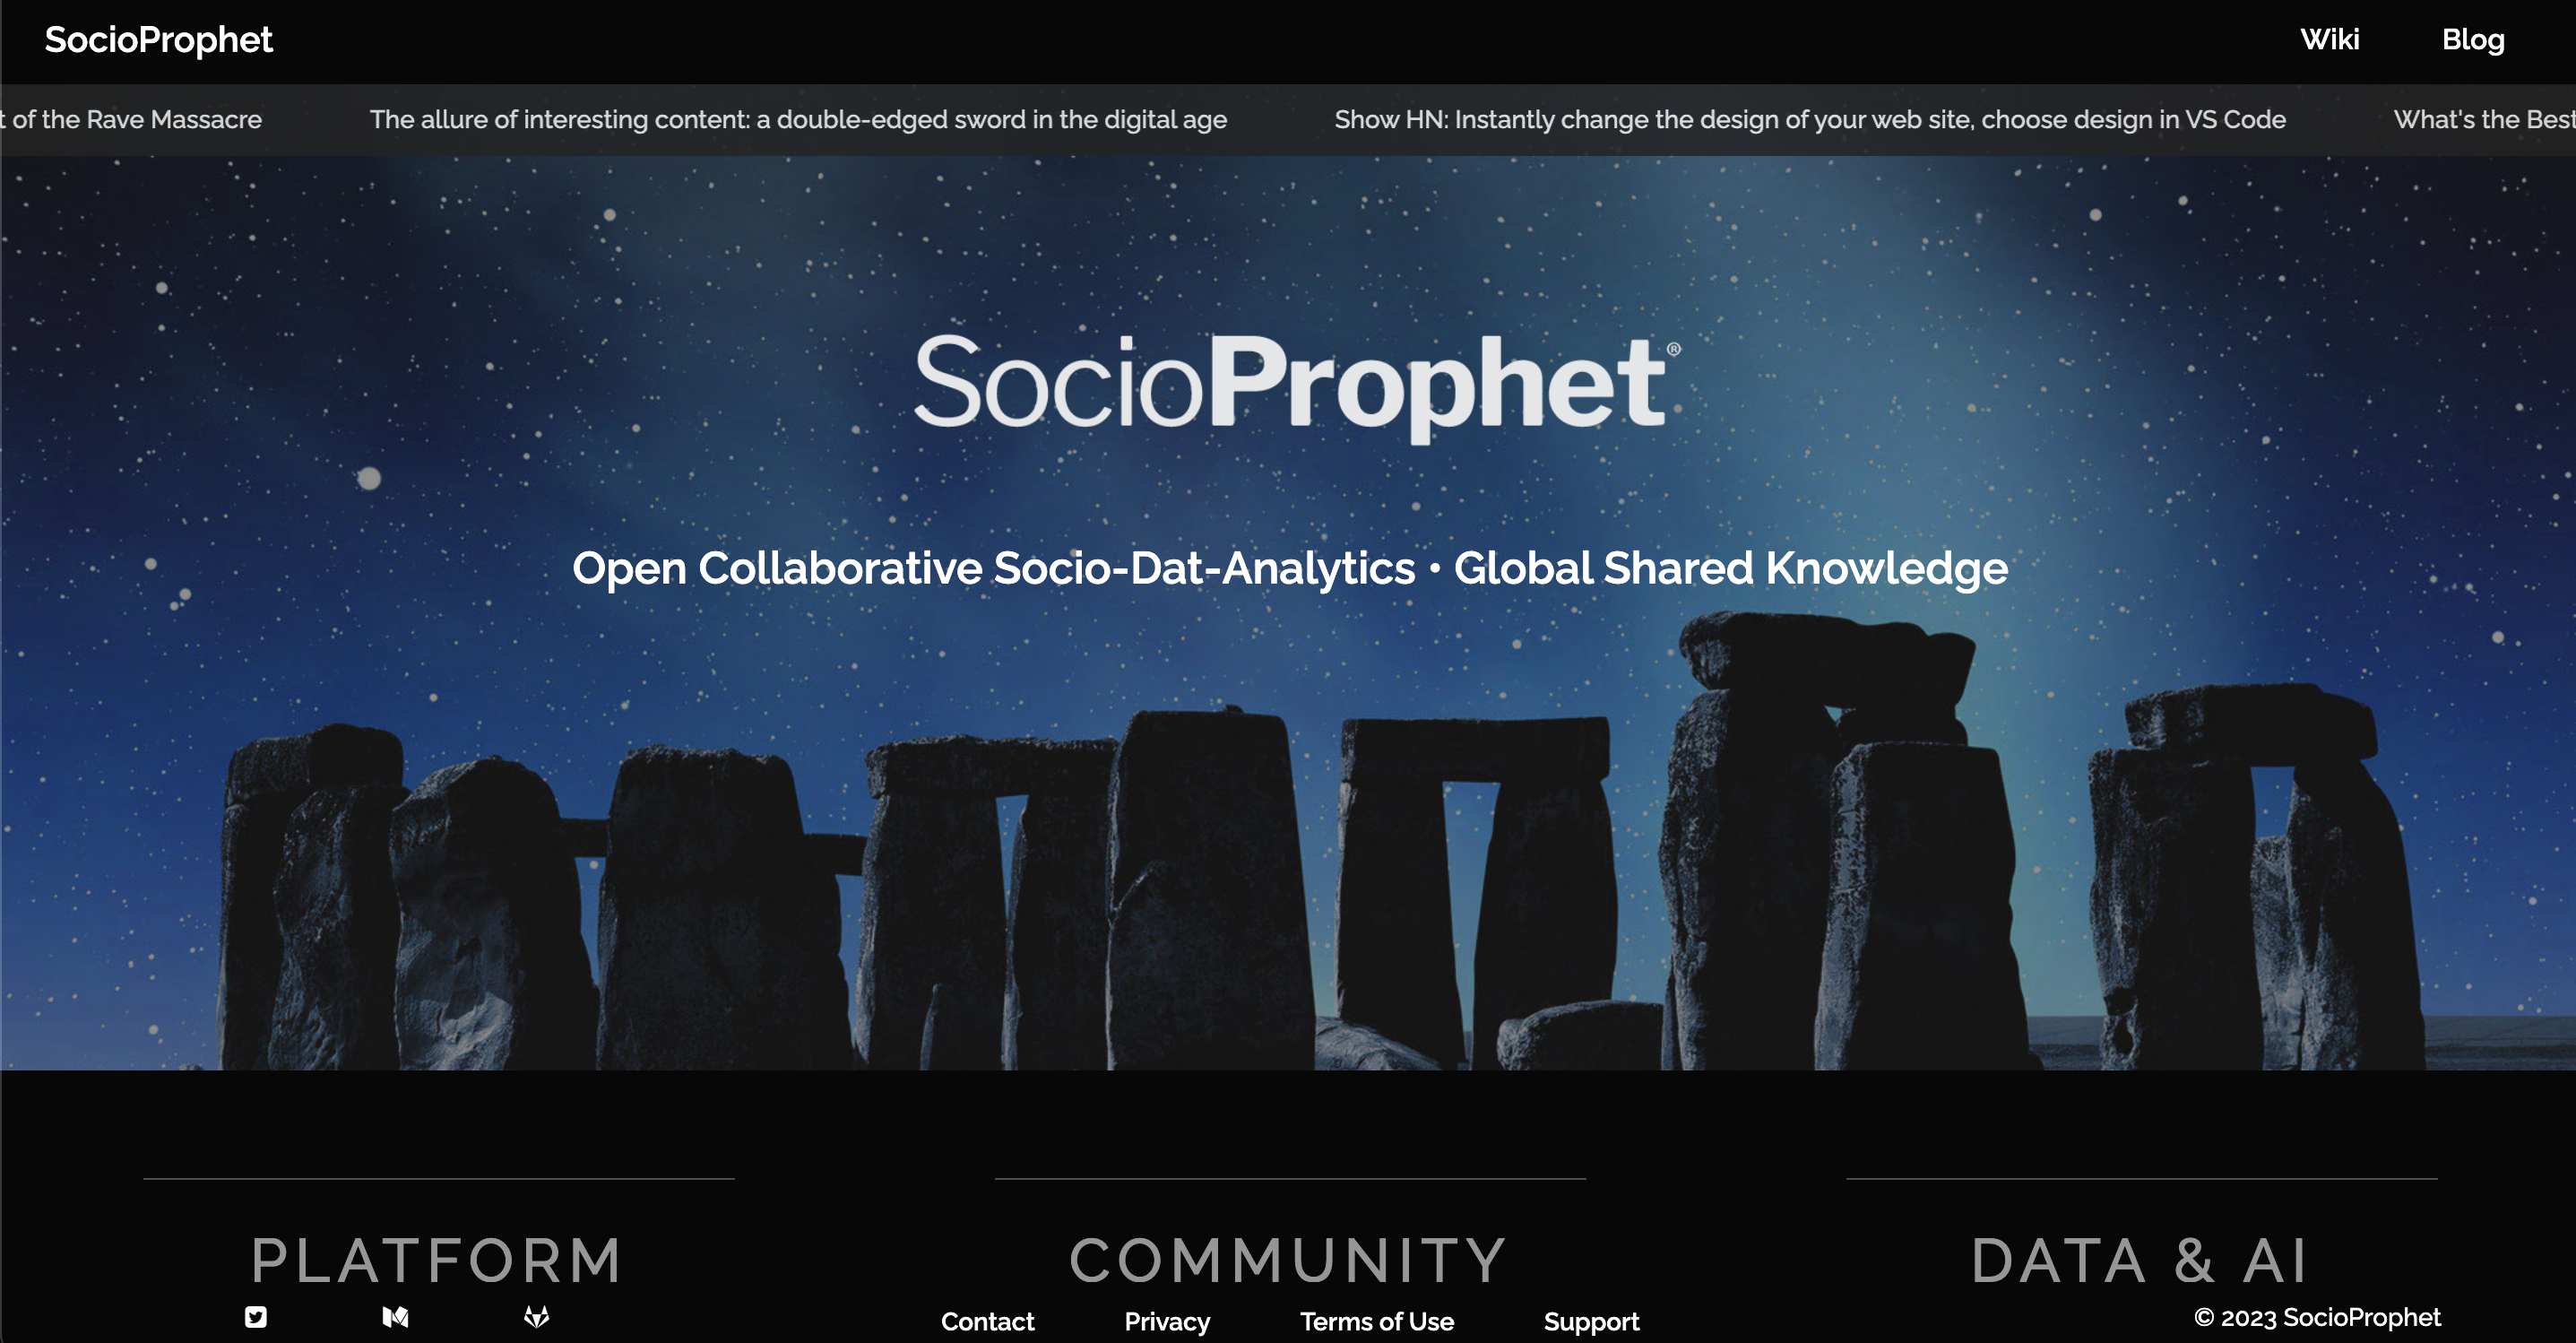 SocioProphet
Wiki Blog
t of the Rave Massacre The allure of interesting content: a double-edged sword in the digital age Show HN: Instantly change the design of your web site, choose design in VS Code What's the Best
SocioProphet®
Open Collaborative Socio-Dat-Analytics • Global Shared Knowledge
PLATFORM
COMMUNITY
DATA & AI
Contact Privacy Terms of Use Support
© 2023 SocioProphet